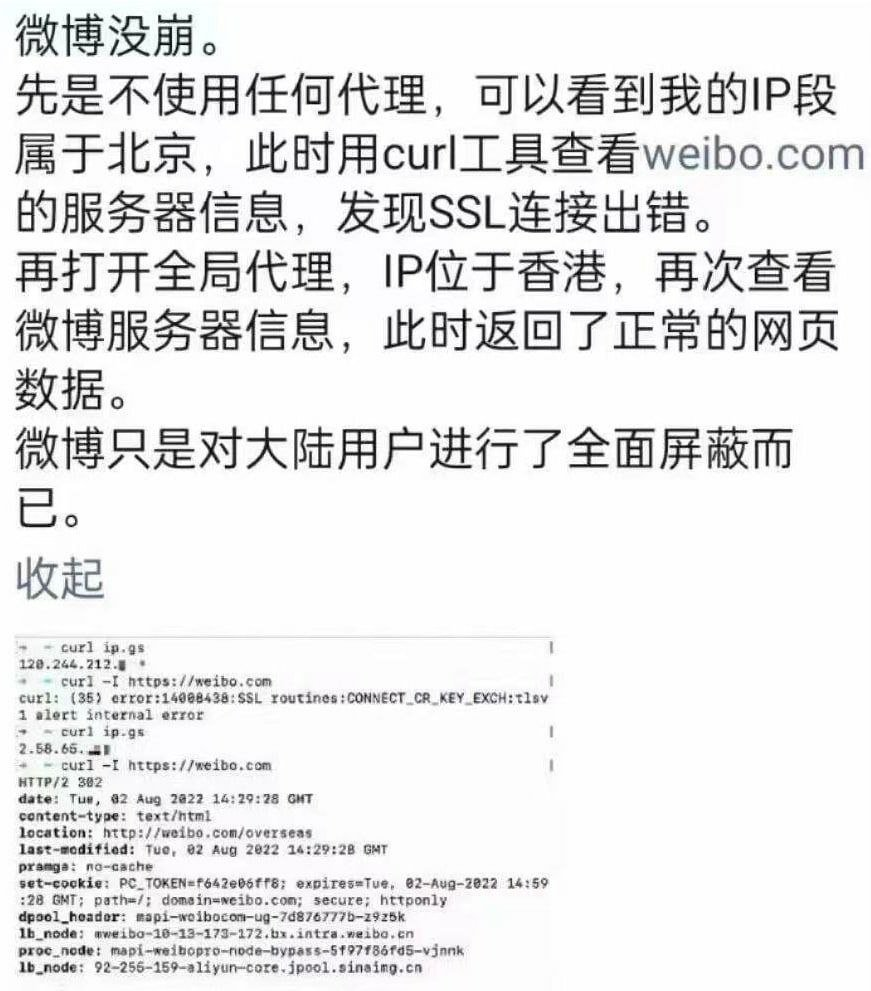 微博没崩。
先是不使用任何代理，可以看到我的IP段
属于北京，此时用curl工具查看weibo.com
的服务器信息，发现SSL连接出错。
再打开全局代理，IP位于香港，再次查看
微博服务器信息，此时返回了正常的网页
数据。
微博只是对大陆用户进行了全面屏蔽而
已。
收起
→ ~ curl ip.gs
120.244.212.
→ ~ curl -I https://weibo.com
curl: (35) error:14008438:SSL routines:CONNECT_CR_KEY_EXCH:tlsv
1 alert internal error
→ ~ curl ip.gs
2.58.65.
→ ~ curl -I https://weibo.com
HTTP/2 302
date: Tue, 02 Aug 2022 14:29:28 GMT
content-type: text/html
location: http://weibo.com/overseas
last-modified: Tue, 02 Aug 2022 14:29:28 GMT
pramga: no-cache
set-cookie: PC_TOKEN=f642e06ff8; expires=Tue, 02-Aug-2022 14:59
:28 GMT; path=/; domain=weibo.com; secure; httponly
dpool_header: mapi-weibocom-ug-7d876777b-z9z5k
lb_node: mweibo-10-13-173-172.bx.intra.weibo.cn
proc_node: mapi-weibopro-node-bypass-5f97f86fd5-vjnnk
lb_node: 92-255-159-aliyun-core.jpool.sinaimg.cn